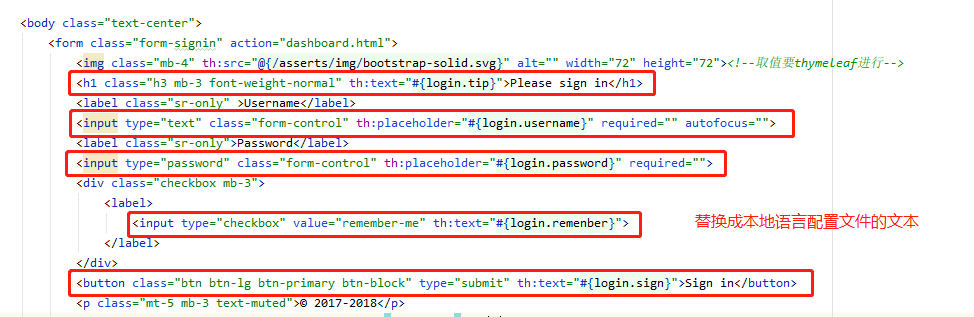 <body class="text-center">
<form class="form-signin" action="dashboard.html">
<img class="mb-4" th:src="@{/asserts/img/bootstrap-solid.svg}" alt="" width="72" height="72"><!--取值要thymeleaf进行-->
<h1 class="h3 mb-3 font-weight-normal" th:text="#{login.tip}">Please sign in</h1>
<label class="sr-only" >Username</label>
<input type="text" class="form-control" th:placeholder="#{login.username}" required="" autofocus="">
<label class="sr-only">Password</label>
<input type="password" class="form-control" th:placeholder="#{login.password}" required="">
<div class="checkbox mb-3">
<label>
<input type="checkbox" value="remember-me" th:text="#{login.remenber}">
替换成本地语言配置文件的文本
</label>
</div>
<button class="btn btn-lg btn-primary btn-block" type="submit" th:text="#{login.sign}">Sign in</button>
<p class="mt-5 mb-3 text-muted">© 2017-2018</p>